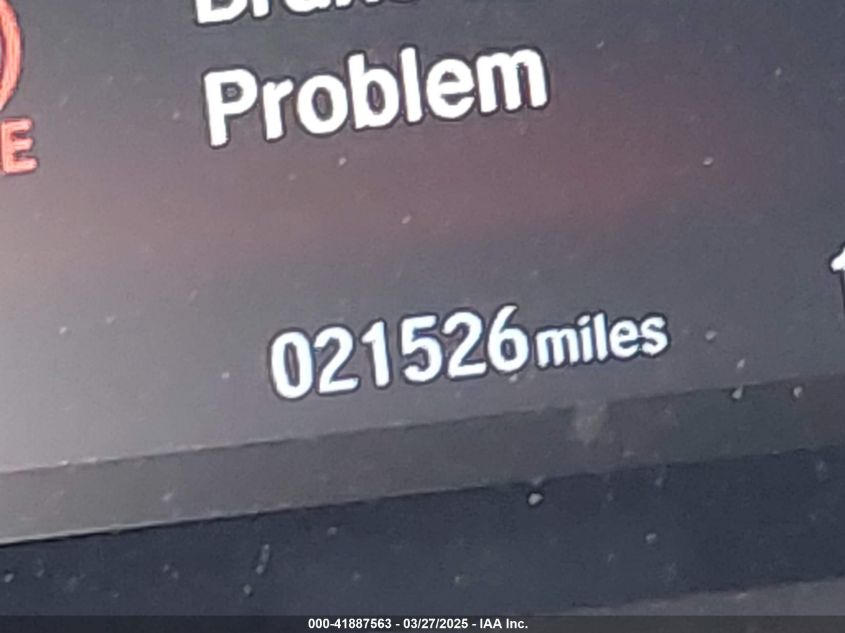 Problem
E
021526miles
000-41887563 - 03/27/2025 - IAA Inc.